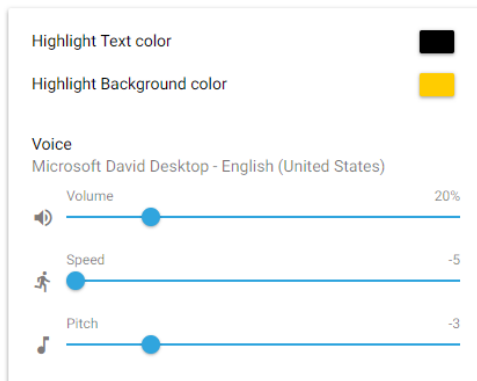 Highlight Text color
Highlight Background color
Voice
Microsoft David Desktop - English (United States)
Volume 20%
Speed -5
Pitch -3